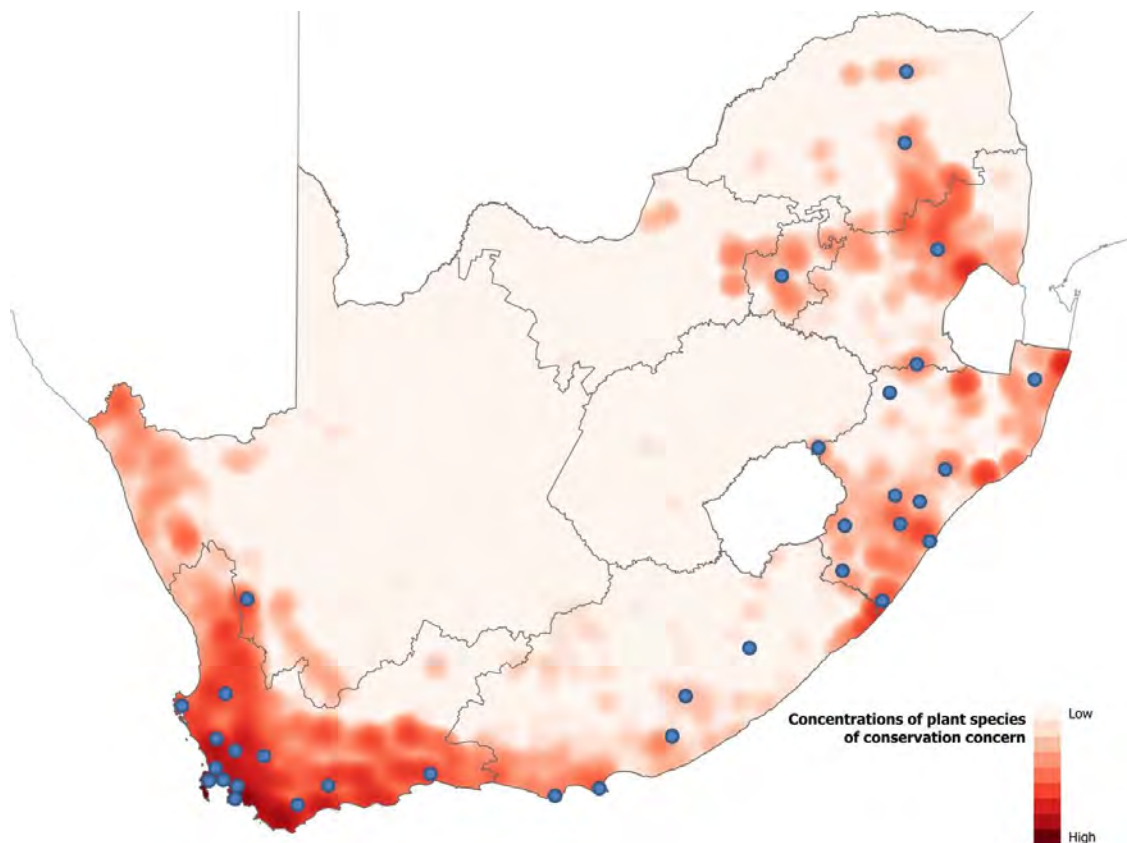 Concentrations of plant species
of conservation concern
Low
High